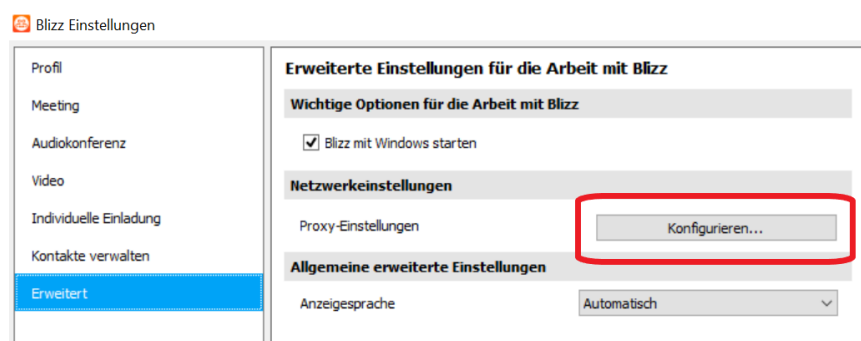 Blizz Einstellungen
Profil
Meeting
Audiokonferenz
Video
Individuelle Einladung
Kontakte verwalten
Erweitert
Erweiterte Einstellungen für die Arbeit mit Blizz
Wichtige Optionen für die Arbeit mit Blizz
Blizz mit Windows starten
Netzwerkeinstellungen
Proxy-Einstellungen
Konfigurieren...
Allgemeine erweiterte Einstellungen
Anzeigesprache
Automatisch